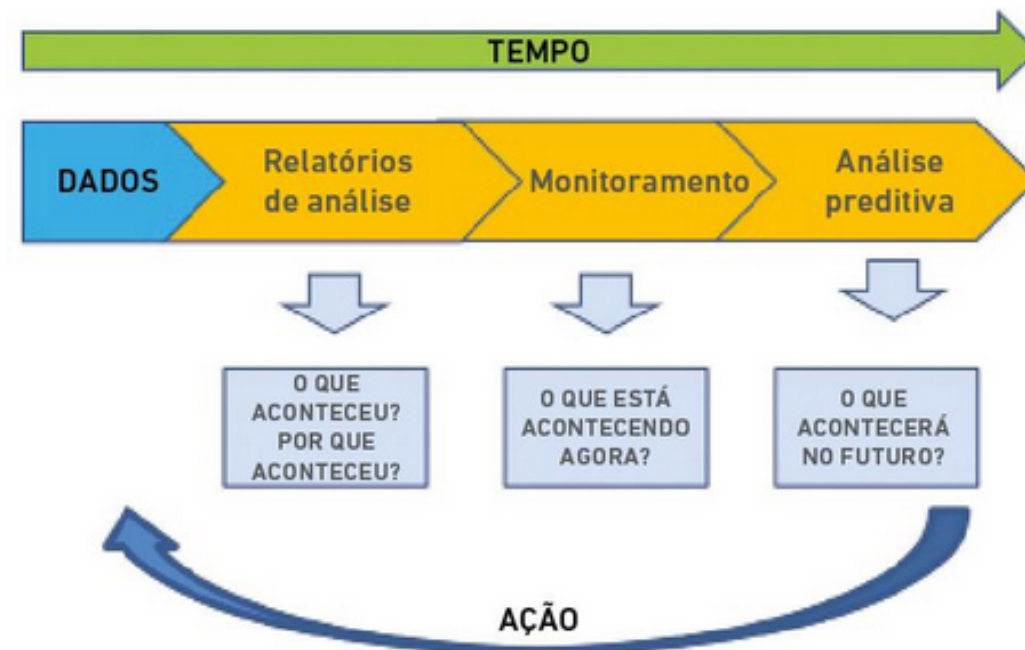 TEMPO
DADOS
Relatórios
de análise
Monitoramento
Análise
preditiva
O QUE
ACONTECEU?
POR QUE
ACONTECEU?
O QUE ESTÁ
ACONTECENDO
AGORA?
O QUE
ACONTECERÁ
NO FUTURO?
AÇÃO